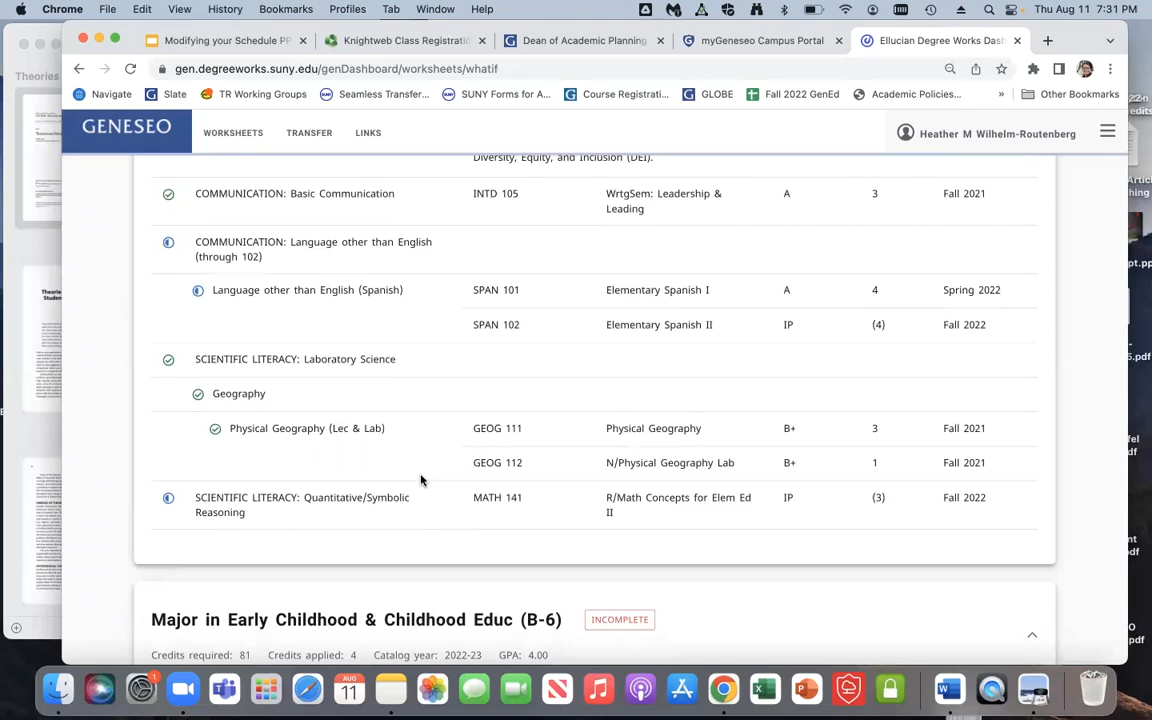 Chrome File Edit View History Bookmarks Profiles Tab Window Help Thu Aug 11 7:31 PM
Modifying your Schedule PP Knightweb Class Registratio Dean of Academic Planning myGeneseo Campus Portal Ellucian Degree Works Dash
gen.degreeworks.suny.edu/genDashboard/worksheets/whatif
Navigate Slate TR Working Groups Seamless Transfer... SUNY Forms for A... Course Registrati... GLOBE Fall 2022 GenEd Academic Policies... » Other Bookmarks
GENESEO WORKSHEETS TRANSFER LINKS Heather M Wilhelm-Routenberg
Diversity, Equity, and Inclusion (DEI).
COMMUNICATION: Basic Communication INTD 105 WrtgSem: Leadership & A 3 Fall 2021
Leading
COMMUNICATION: Language other than English
(through 102)
Language other than English (Spanish) SPAN 101 Elementary Spanish I A 4 Spring 2022
SPAN 102 Elementary Spanish II IP (4) Fall 2022
SCIENTIFIC LITERACY: Laboratory Science
Geography
Physical Geography (Lec & Lab) GEOG 111 Physical Geography B+ 3 Fall 2021
GEOG 112 N/Physical Geography Lab B+ 1 Fall 2021
SCIENTIFIC LITERACY: Quantitative/Symbolic MATH 141 R/Math Concepts for Elem Ed IP (3) Fall 2022
Reasoning II
Major in Early Childhood & Childhood Educ (B-6) INCOMPLETE
Credits required: 81 Credits applied: 4 Catalog year: 2022-23 GPA: 4.00
Theories
Theories
Studen
AUG
11
1